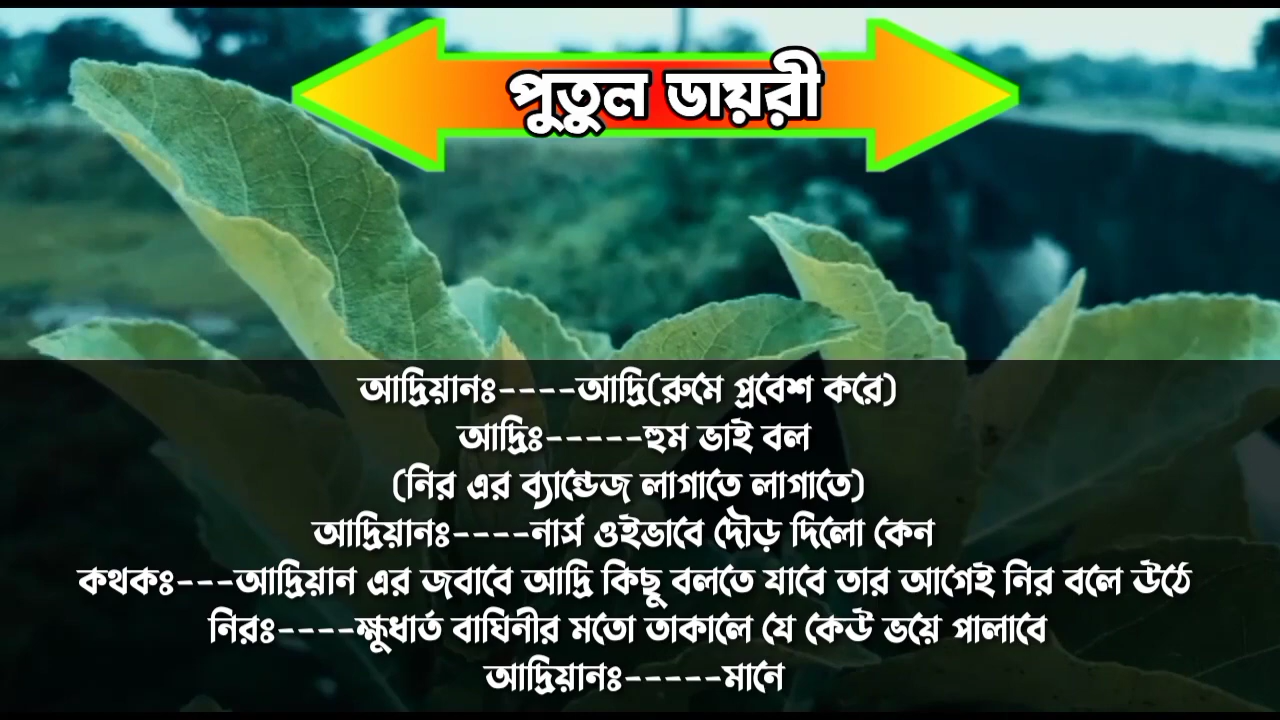 পুতুল ডায়রী
আদ্রিয়ানঃ----আদ্রি(রুমে প্রবেশ করে)
আদ্রিঃ-----হুম ভাই বল
(নির এর ব্যান্ডেজ লাগাতে লাগাতে)
আদ্রিয়ানঃ----নার্স ওইভাবে দৌড় দিলো কেন
কথকঃ---আদ্রিয়ান এর জবাবে আদ্রি কিছু বলতে যাবে তার আগেই নির বলে উঠে
নিরঃ----ক্ষুধার্ত বাঘিনীর মতো তাকালে যে কেউ ভয়ে পালাবে
আদ্রিয়ানঃ-----মানে